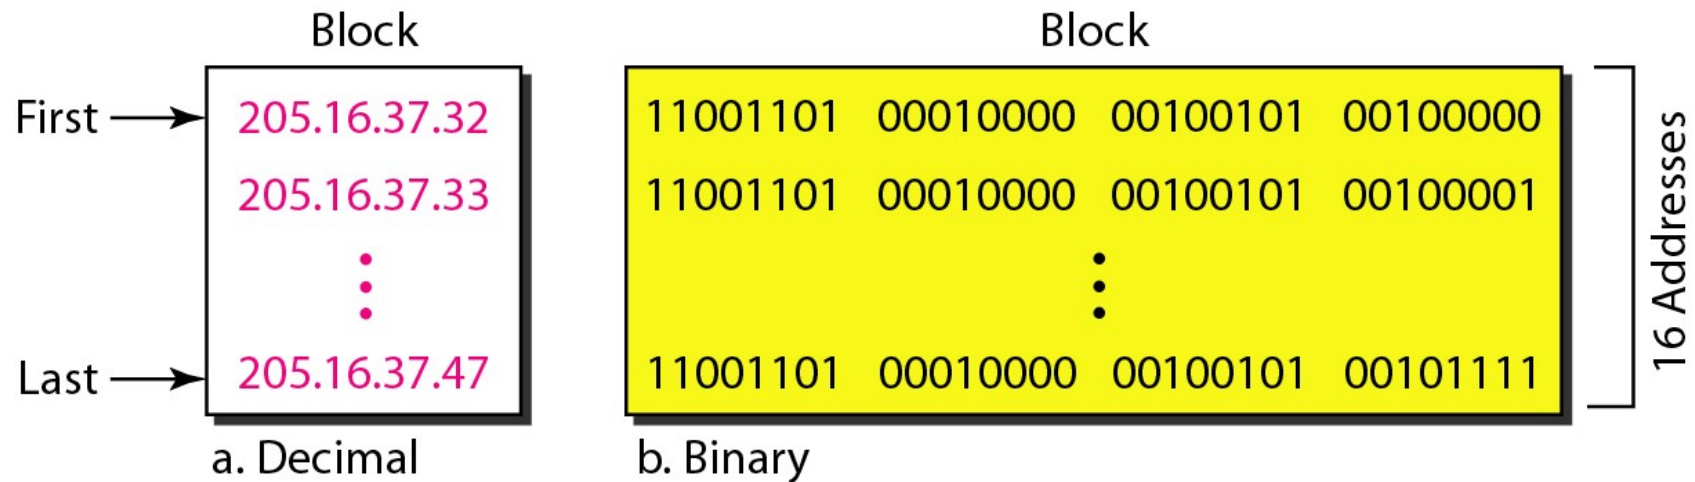 Block Block
First 205.16.37.32 11001101 00010000 00100101 00100000
205.16.37.33 11001101 00010000 00100101 00100001
Last 205.16.37.47 11001101 00010000 00100101 00101111
16 Addresses
a. Decimal b. Binary